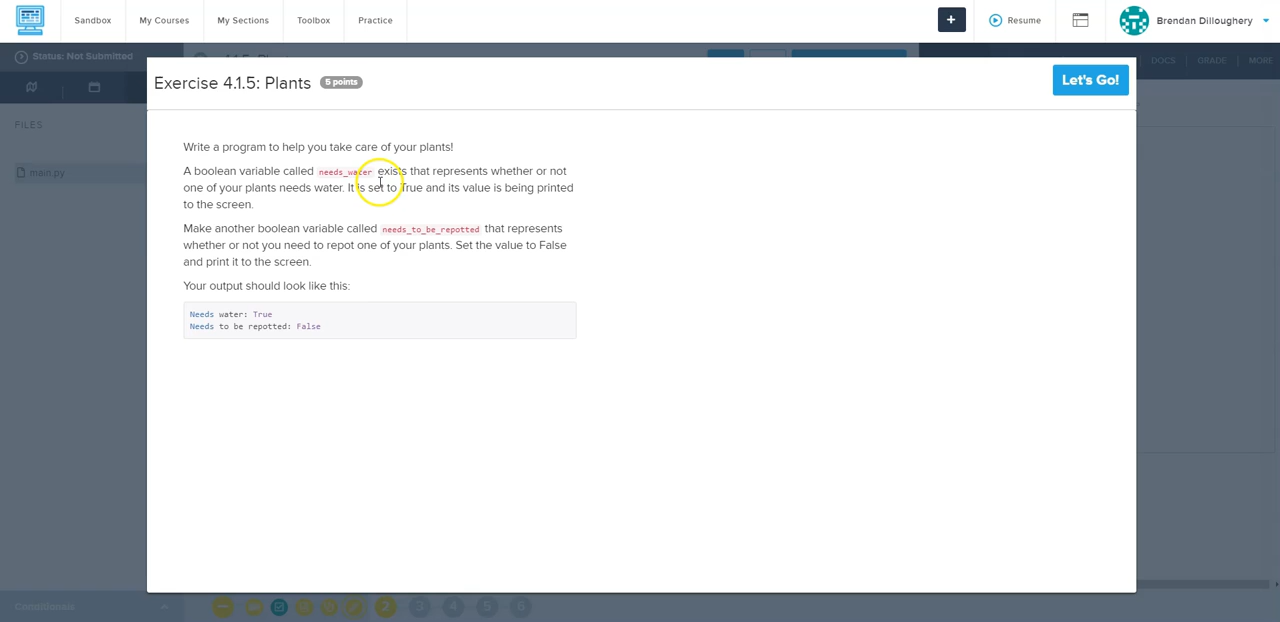 Sandbox
My Courses
My Sections
Toolbox
Practice
+
Resume
Brendan Dilloughery
Status: Not Submitted
Exercise 4.1.5: Plants
5 points
Let's Go!
DOCS
GRADE
MORE
FILES
main.py
Write a program to help you take care of your plants!
A boolean variable called needs_water exists that represents whether or not
one of your plants needs water. It is set to True and its value is being printed
to the screen.
Make another boolean variable called needs_to_be_repotted that represents
whether or not you need to repot one of your plants. Set the value to False
and print it to the screen.
Your output should look like this:
Needs water: True
Needs to be repotted: False
Conditionals
2
3
4
5
6